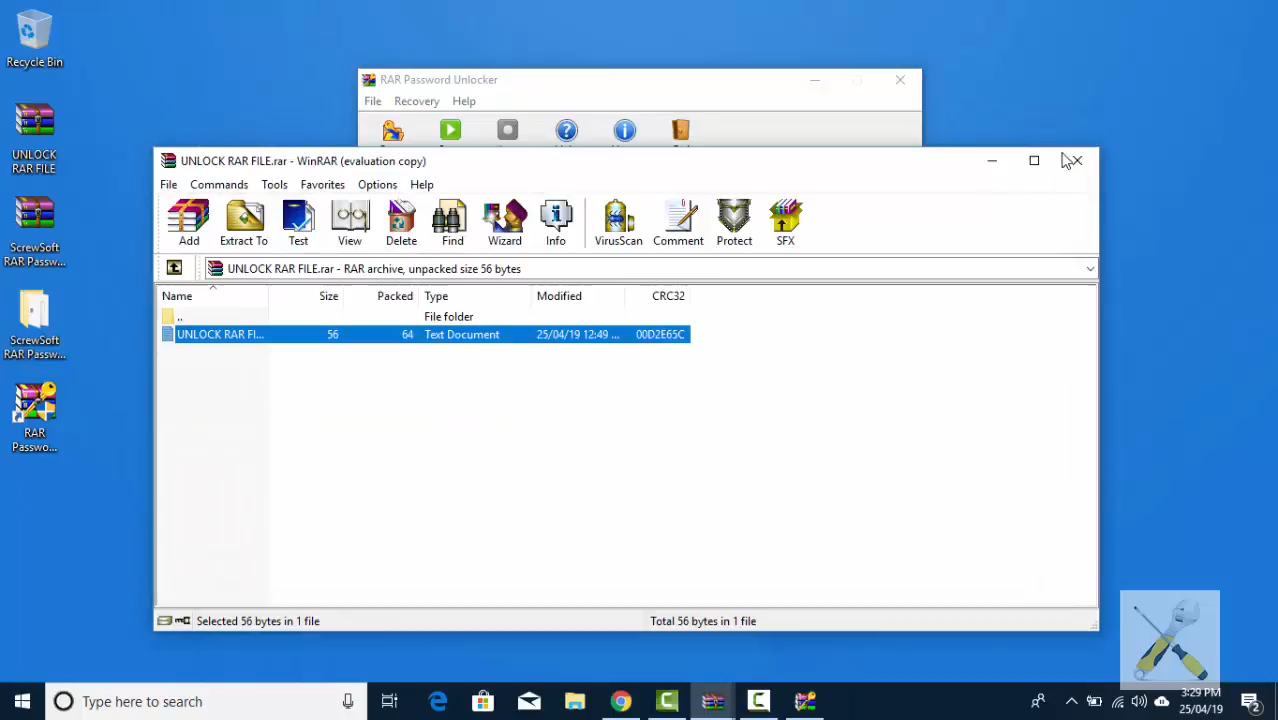 Recycle Bin
UNLOCK
RAR FILE
ScrewSoft
RAR Passw...
ScrewSoft
RAR Passw...
RAR
Passwo...
RAR Password Unlocker
File Recovery Help
UNLOCK RAR FILE.rar - WinRAR (evaluation copy)
File Commands Tools Favorites Options Help
Add Extract To Test View Delete Find Wizard Info VirusScan Comment Protect SFX
UNLOCK RAR FILE.rar - RAR archive, unpacked size 56 bytes
Name Size Packed Type Modified CRC32
.. File folder
UNLOCK RAR FI... 56 64 Text Document 25/04/19 12:49 ... 00D2E65C
Selected 56 bytes in 1 file Total 56 bytes in 1 file
Type here to search
3:29 PM
25/04/19
2